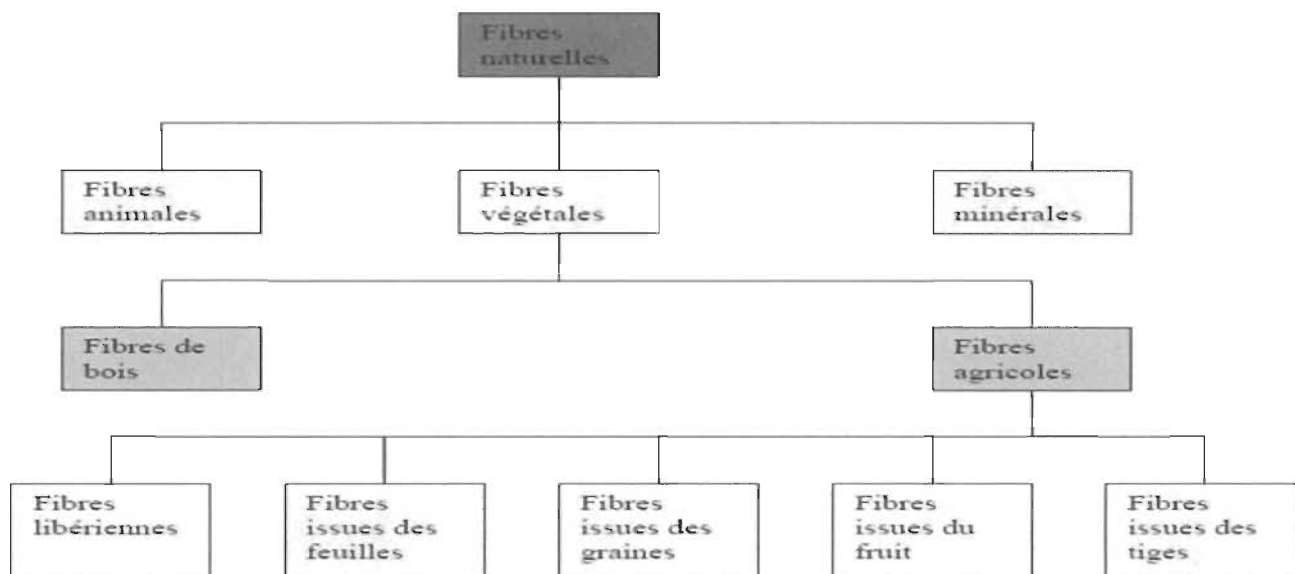 Fibres
naturelles
Fibres
animales
Fibres
végétales
Fibres
minérales
Fibres de
bois
Fibres
agricoles
Fibres
libériennes
Fibres
issues des
feuilles
Fibres
issues des
graines
Fibres
issues du
fruit
Fibres
issues des
tiges